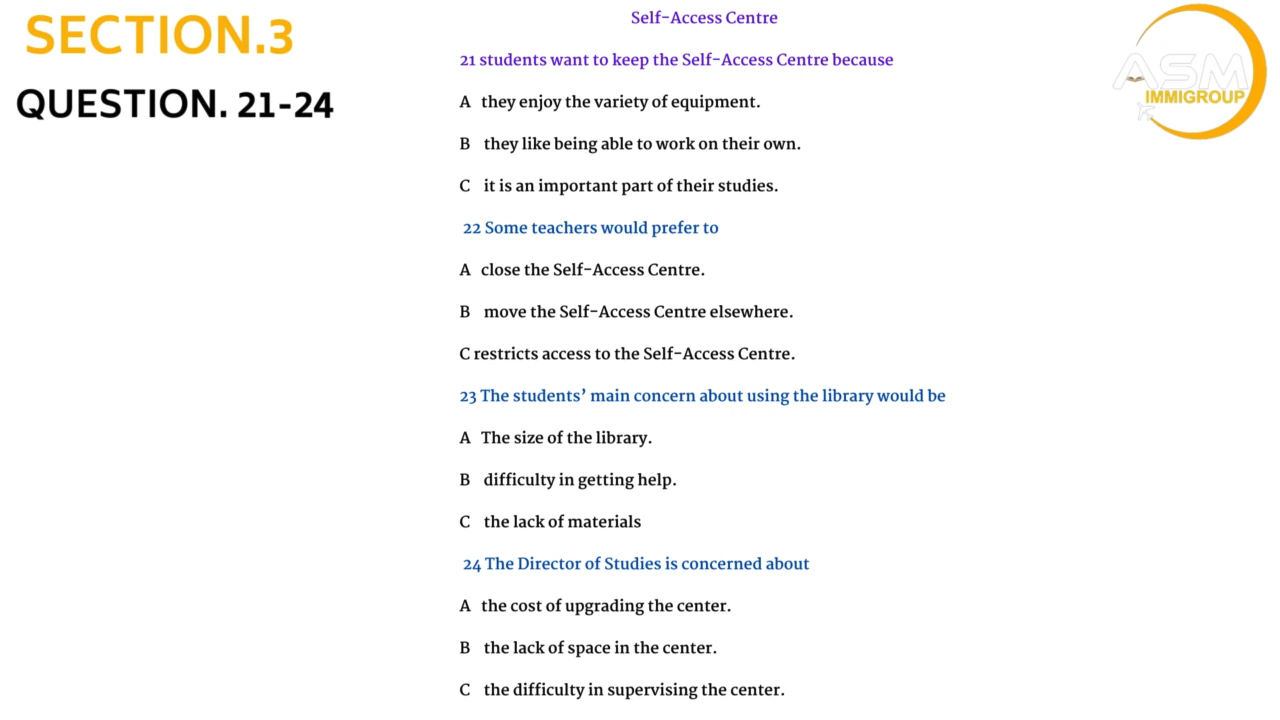 SECTION.3
QUESTION. 21-24
ASM
IMMIGROUP
Self-Access Centre
21 students want to keep the Self-Access Centre because
A they enjoy the variety of equipment.
B they like being able to work on their own.
C it is an important part of their studies.
22 Some teachers would prefer to
A close the Self-Access Centre.
B move the Self-Access Centre elsewhere.
C restricts access to the Self-Access Centre.
23 The students’ main concern about using the library would be
A The size of the library.
B difficulty in getting help.
C the lack of materials
24 The Director of Studies is concerned about
A the cost of upgrading the center.
B the lack of space in the center.
C the difficulty in supervising the center.